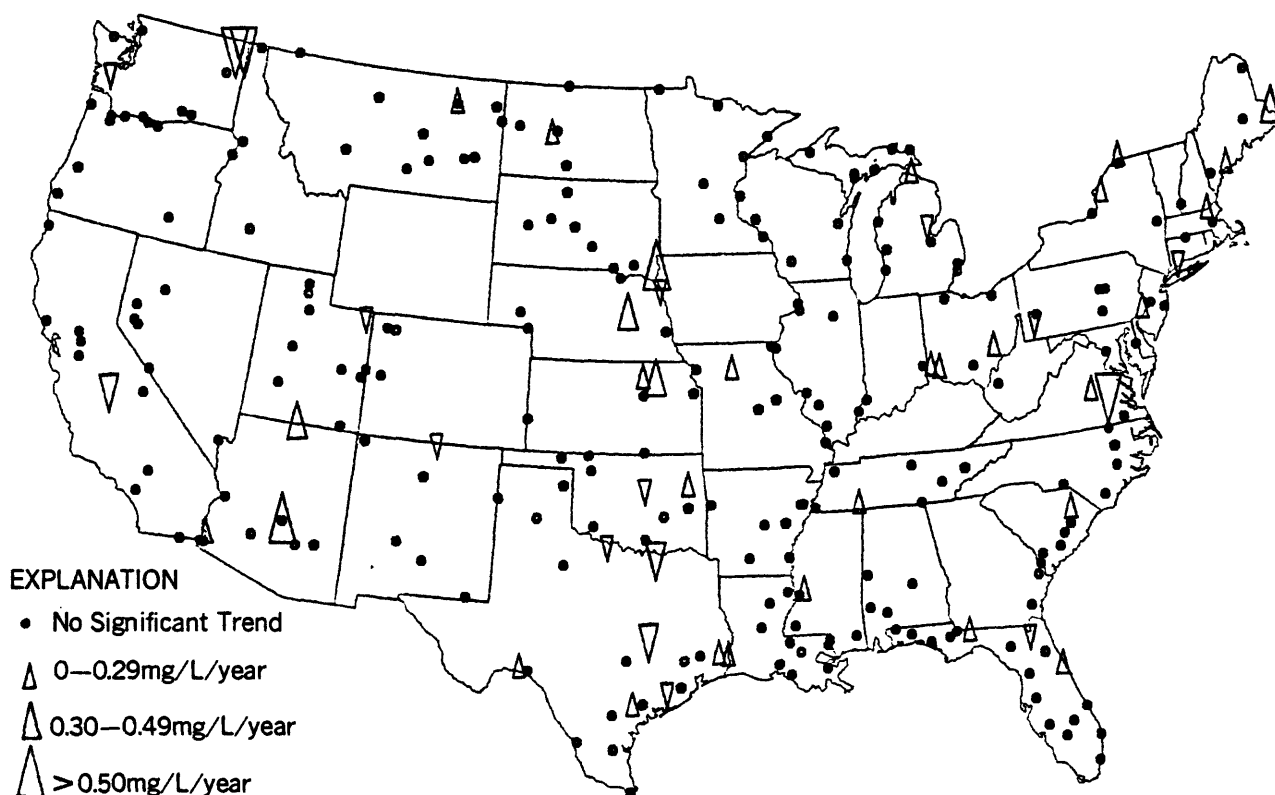 EXPLANATION
No Significant Trend
0–0.29mg/L/year
0.30–0.49mg/L/year
>0.50mg/L/year